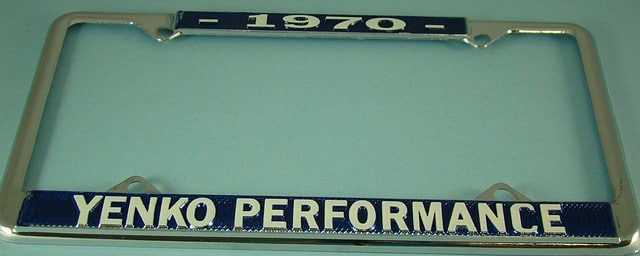 - 1970 -
YENKO PERFORMANCE